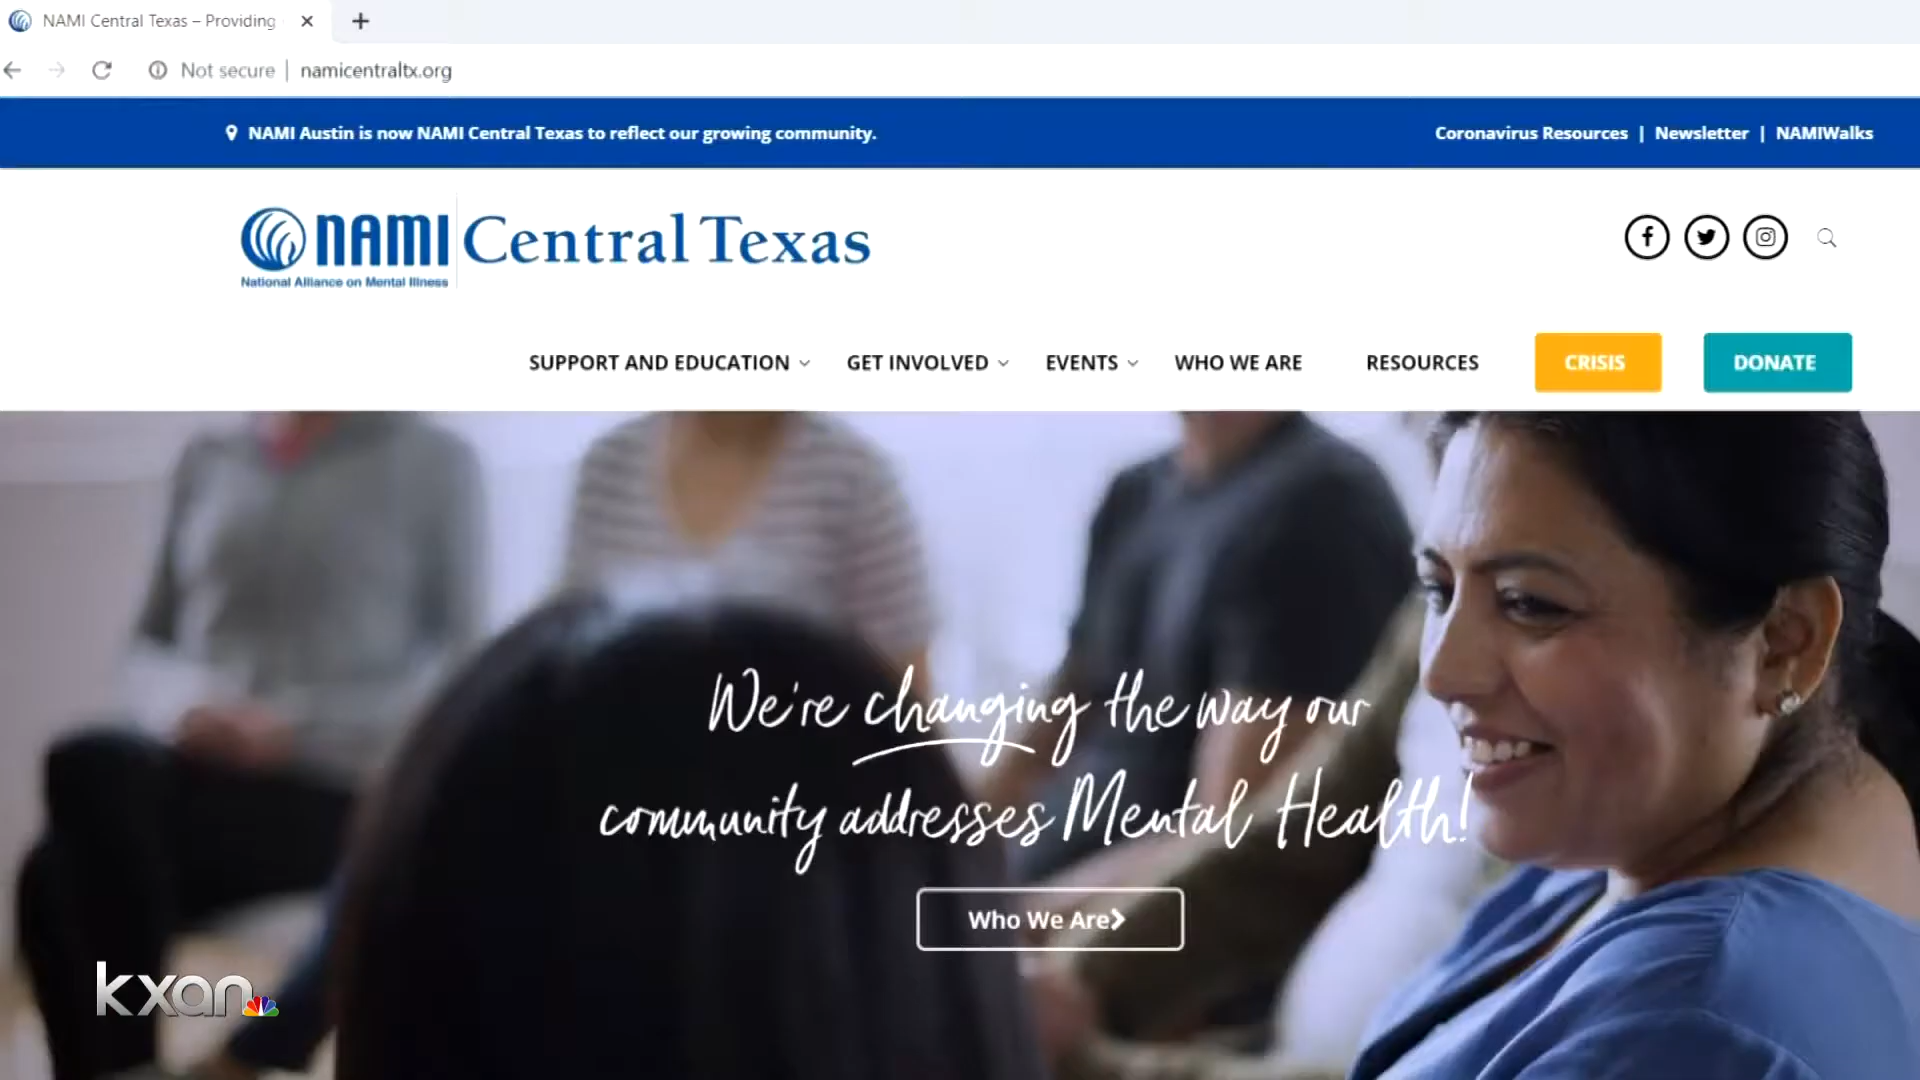 NAMI Central Texas – Providing
Not secure | namicentraltx.org
NAMI Austin is now NAMI Central Texas to reflect our growing community.
Coronavirus Resources | Newsletter | NAMIWalks
NAMI Central Texas
National Alliance on Mental Illness
SUPPORT AND EDUCATION GET INVOLVED EVENTS WHO WE ARE RESOURCES CRISIS DONATE
We're changing the way our
community addresses Mental Health!
Who We Are
kxan